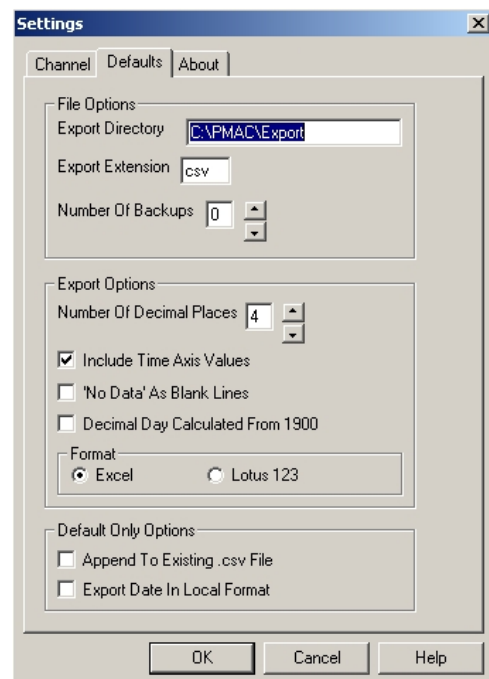 Settings
Channel Defaults About
File Options
Export Directory C:\PMAC\Export
Export Extension csv
Number Of Backups 0
Export Options
Number Of Decimal Places 4
Include Time Axis Values
'No Data' As Blank Lines
Decimal Day Calculated From 1900
Format
Excel Lotus 123
Default Only Options
Append To Existing .csv File
Export Date In Local Format
OK Cancel Help